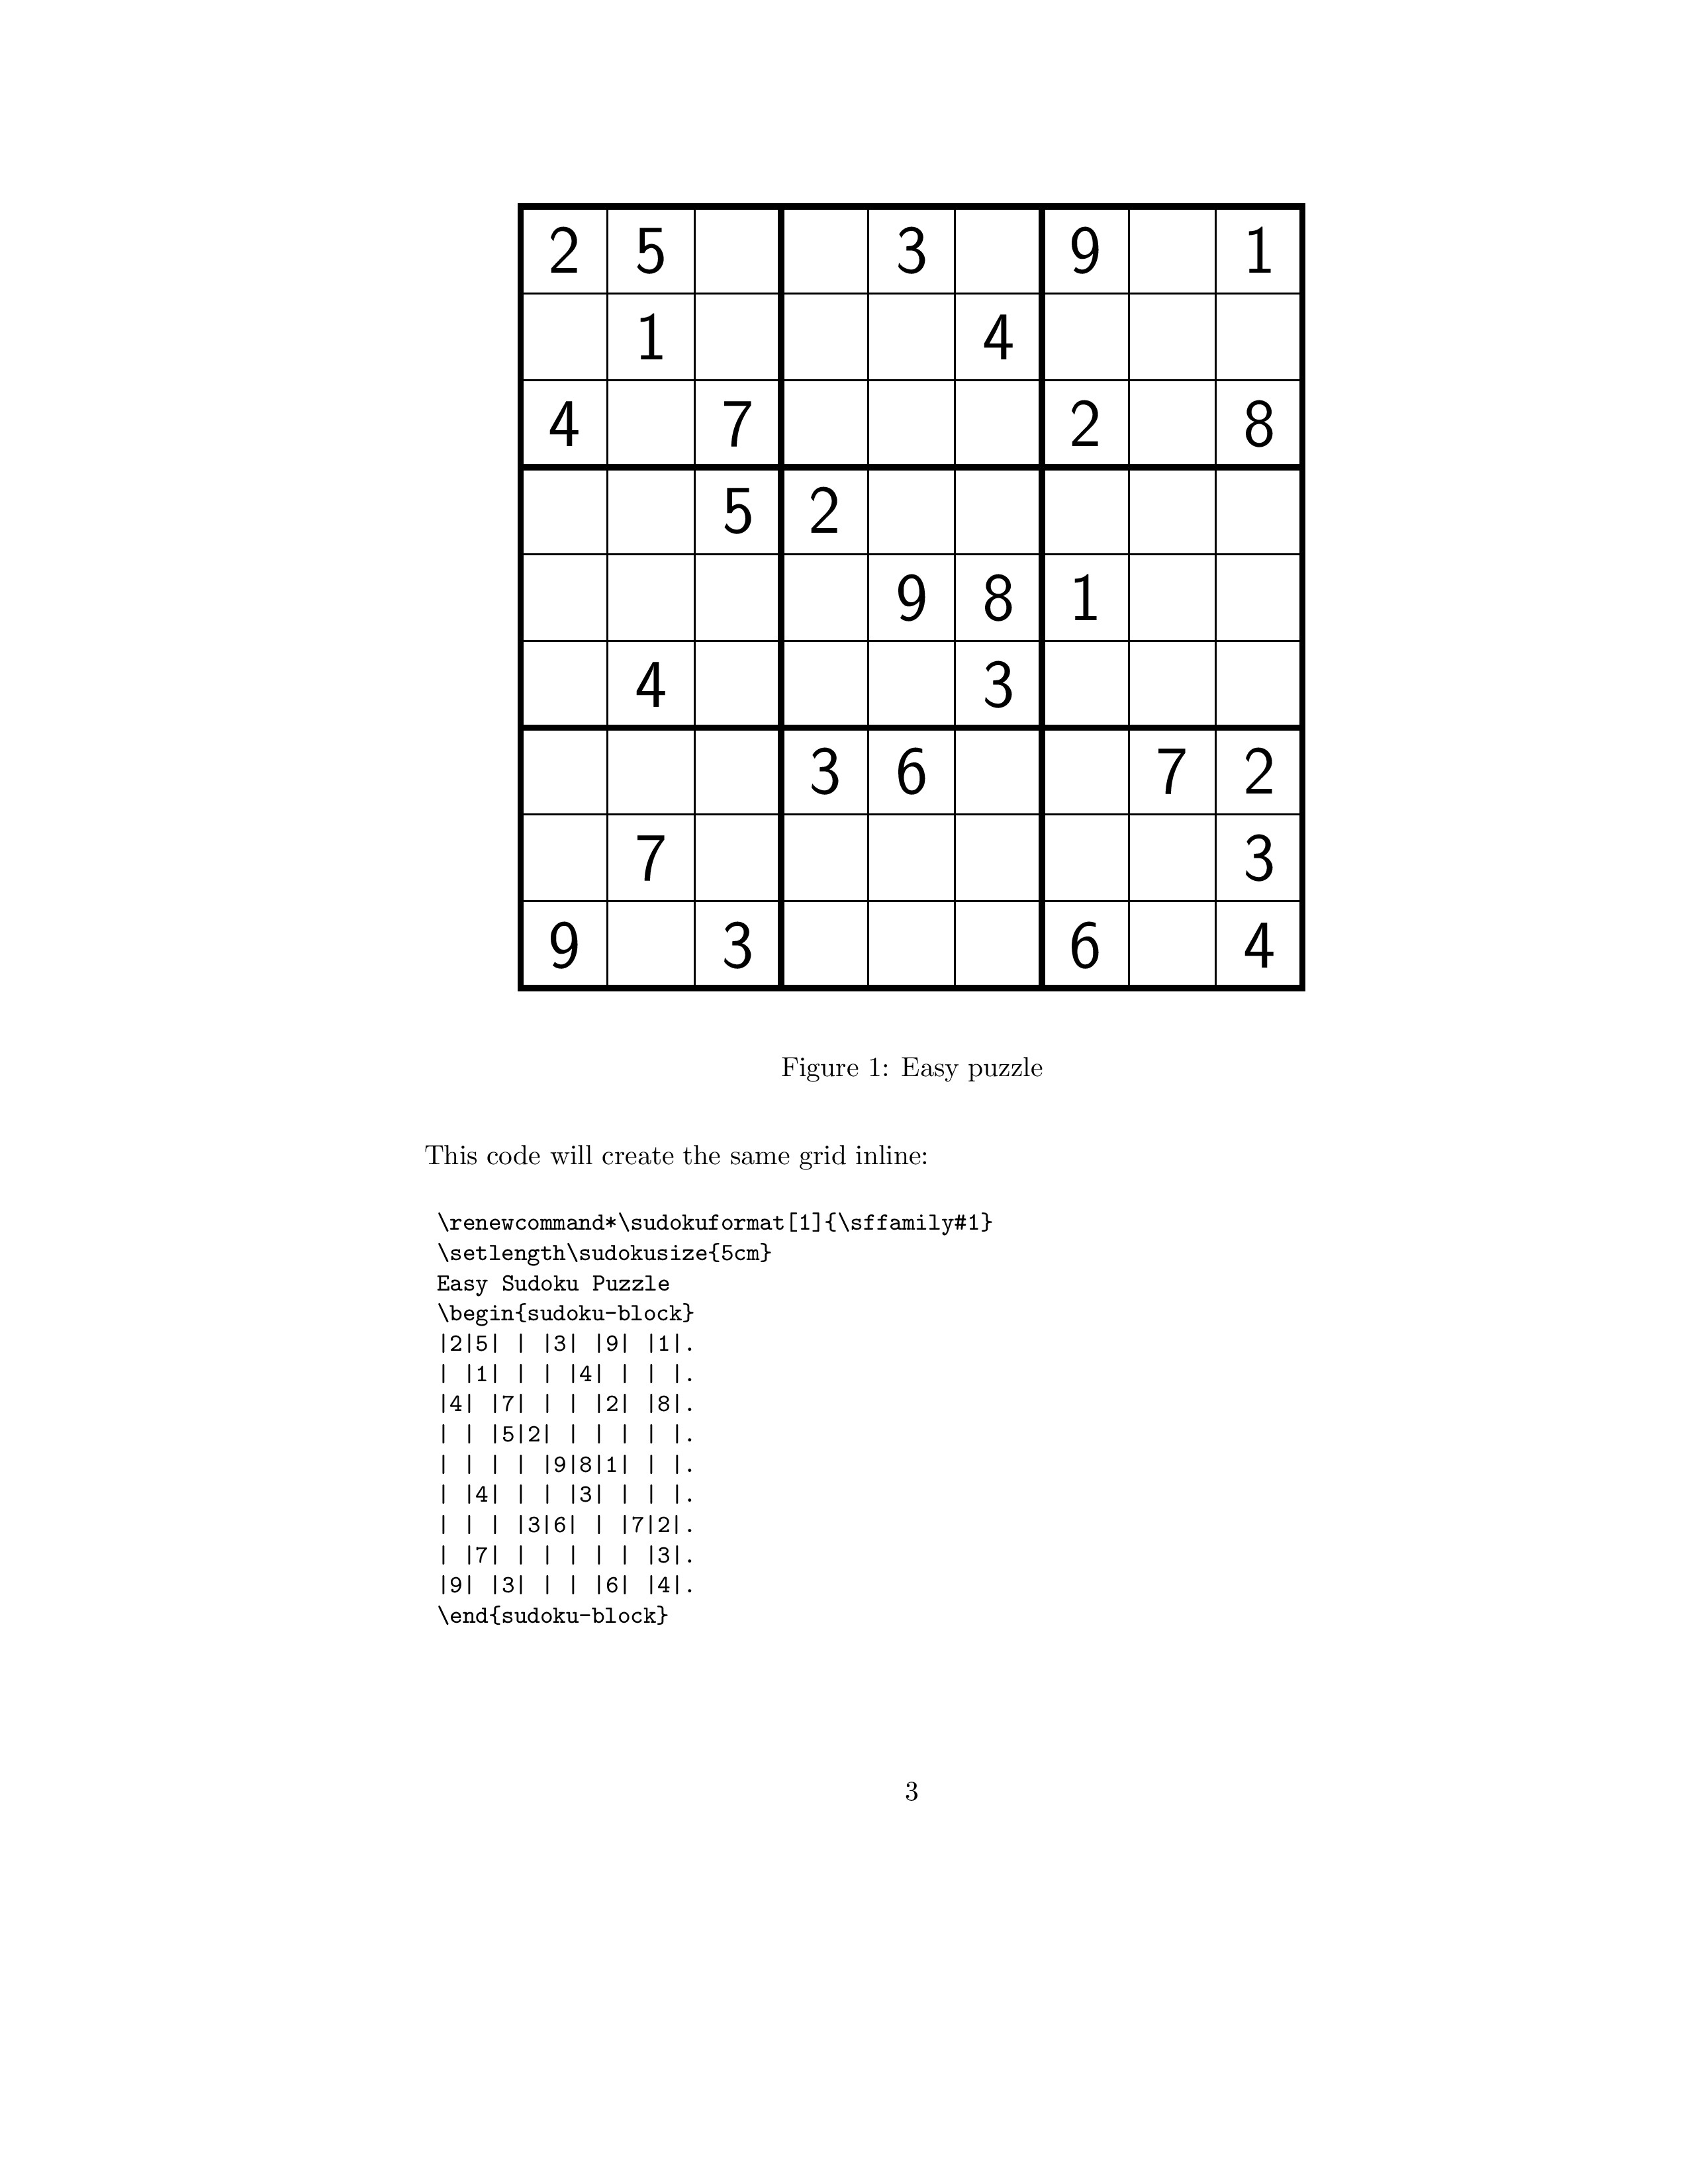 2 5 3 9 1
1 4
4 7 2 8
5 2
9 8 1
4 3
3 6 7 2
7 3
9 3 6 4
Figure 1: Easy puzzle
This code will create the same grid inline:
\renewcommand*\sudokuformat[1]{\sffamily#1}
\setlength\sudokusize{5cm}
Easy Sudoku Puzzle
\begin{sudoku-block}
|2|5| | |3| |9| |1|.
| |1| | | |4| | | |.
|4| |7| | | |2| |8|.
| | |5|2| | | | | |.
| | | | |9|8|1| | |.
| |4| | | |3| | | |.
| | | |3|6| | |7|2|.
| |7| | | | | | |3|.
|9| |3| | | |6| |4|.
\end{sudoku-block}
3